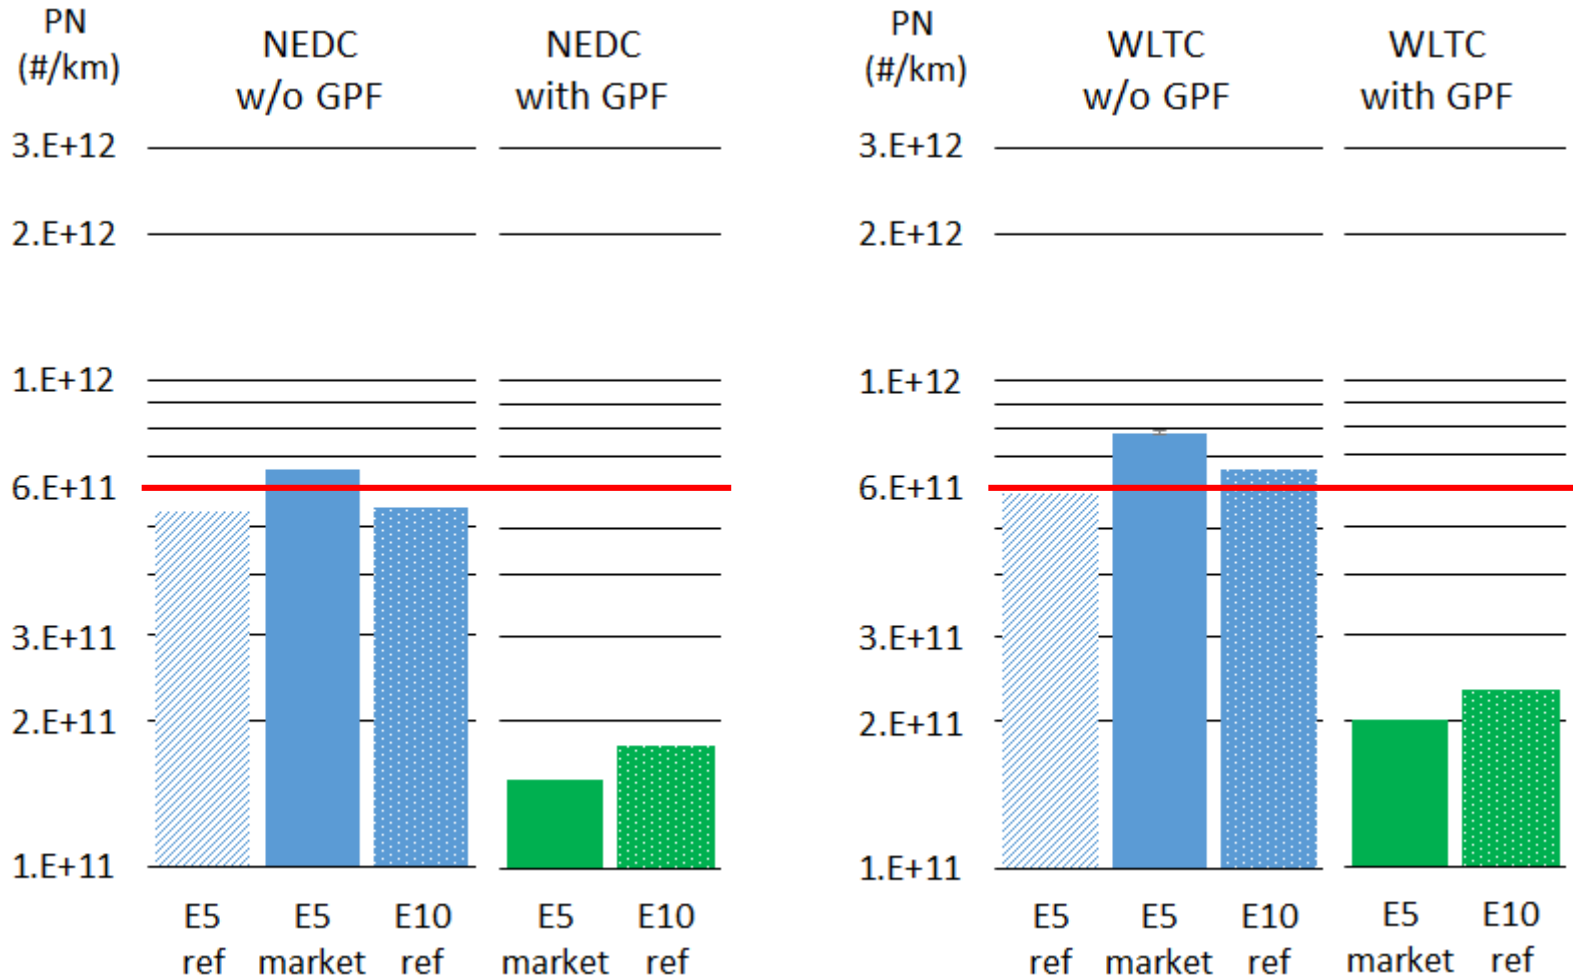 PN
(#/km)
NEDC
w/o GPF
NEDC
with GPF
3.E+12
2.E+12
1.E+12
6.E+11
3.E+11
2.E+11
1.E+11
E5
ref
E5
market
E10
ref
E5
market
E10
ref
PN
(#/km)
WLTC
w/o GPF
WLTC
with GPF
3.E+12
2.E+12
1.E+12
6.E+11
3.E+11
2.E+11
1.E+11
E5
ref
E5
market
E10
ref
E5
market
E10
ref